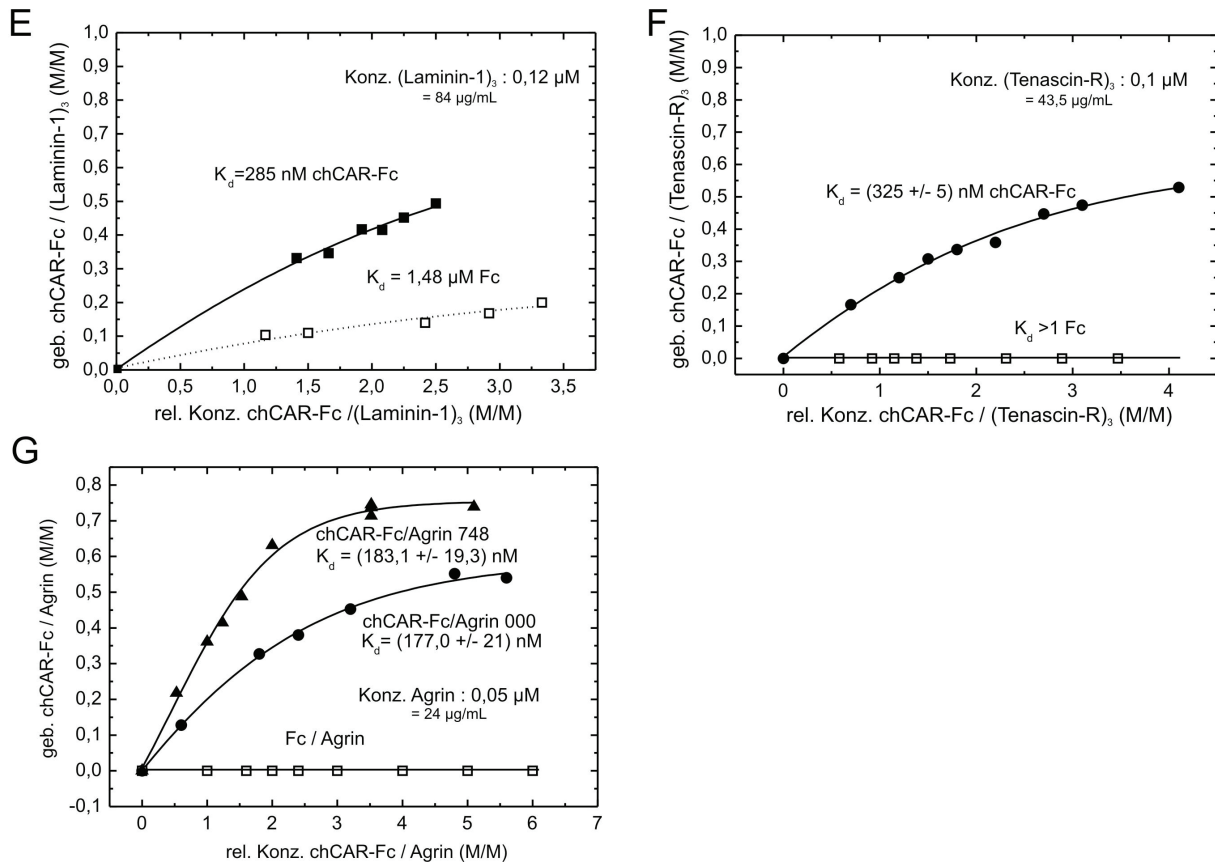 E
geb. chCAR-Fc / (Laminin-1)₃ (M/M)
1,0
0,9
0,8
0,7
0,6
0,5
0,4
0,3
0,2
0,1
0,0
Konz. (Laminin-1)₃ : 0,12 µM
= 84 µg/mL
K_d=285 nM chCAR-Fc
K_d = 1,48 µM Fc
0,0 0,5 1,0 1,5 2,0 2,5 3,0 3,5
rel. Konz. chCAR-Fc /(Laminin-1)₃ (M/M)
F
geb. chCAR-Fc / (Tenascin-R)₃ (M/M)
1,0
0,9
0,8
0,7
0,6
0,5
0,4
0,3
0,2
0,1
0,0
Konz. (Tenascin-R)₃ : 0,1 µM
= 43,5 µg/mL
K_d = (325 +/- 5) nM chCAR-Fc
K_d >1 Fc
0 1 2 3 4
rel. Konz. chCAR-Fc / (Tenascin-R)₃ (M/M)
G
geb. chCAR-Fc / Agrin (M/M)
0,8
0,7
0,6
0,5
0,4
0,3
0,2
0,1
0,0
-0,1
chCAR-Fc/Agrin 748
K_d = (183,1 +/- 19,3) nM
chCAR-Fc/Agrin 000
K_d= (177,0 +/- 21) nM
Konz. Agrin : 0,05 µM
= 24 µg/mL
Fc / Agrin
0 1 2 3 4 5 6 7
rel. Konz. chCAR-Fc / Agrin (M/M)